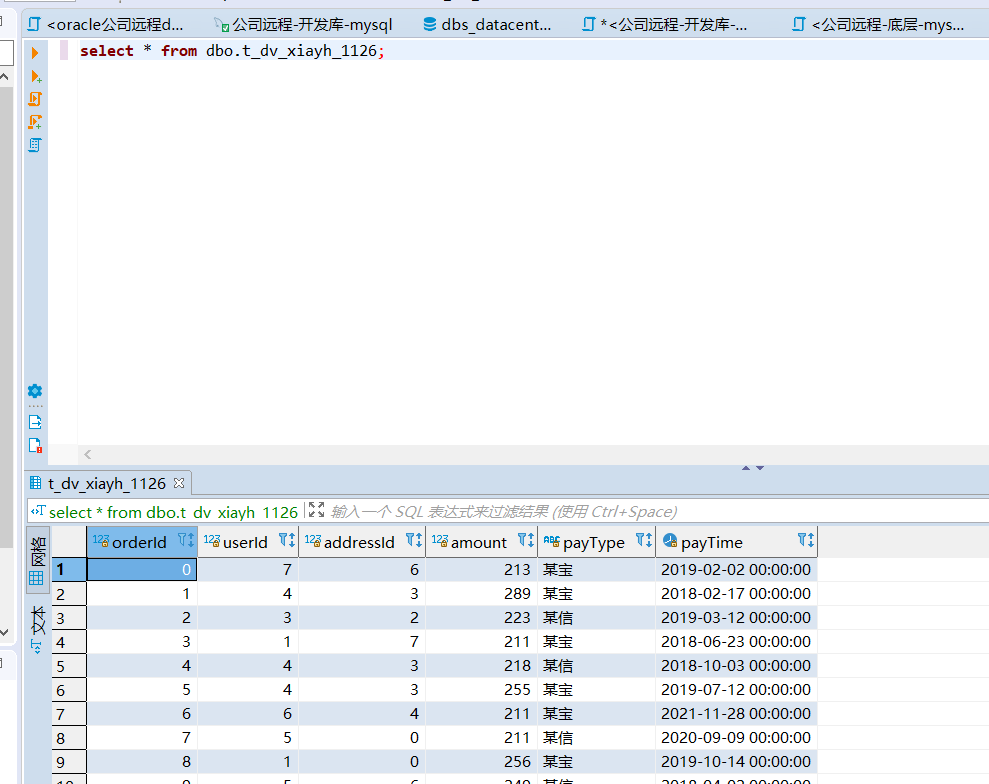 <oracle公司远程d... 公司远程-开发库-mysql dbs_datacent... *<公司远程-开发库-... <公司远程-底层-mys...
select * from dbo.t_dv_xiayh_1126;
t_dv_xiayh_1126
select * from dbo.t_dv_xiayh_1126 输入一个 SQL 表达式来过滤结果 (使用 Ctrl+Space)
网格
文本
123 orderId 123 userId 123 addressId 123 amount ABC payType payTime
1 0 7 6 213 某宝 2019-02-02 00:00:00
2 1 4 3 289 某宝 2018-02-17 00:00:00
3 2 3 2 223 某信 2019-03-12 00:00:00
4 3 1 7 211 某宝 2018-06-23 00:00:00
5 4 4 3 218 某信 2018-10-03 00:00:00
6 5 4 3 255 某宝 2019-07-12 00:00:00
7 6 6 4 211 某宝 2021-11-28 00:00:00
8 7 5 0 211 某信 2020-09-09 00:00:00
9 8 1 0 256 某宝 2019-10-14 00:00:00